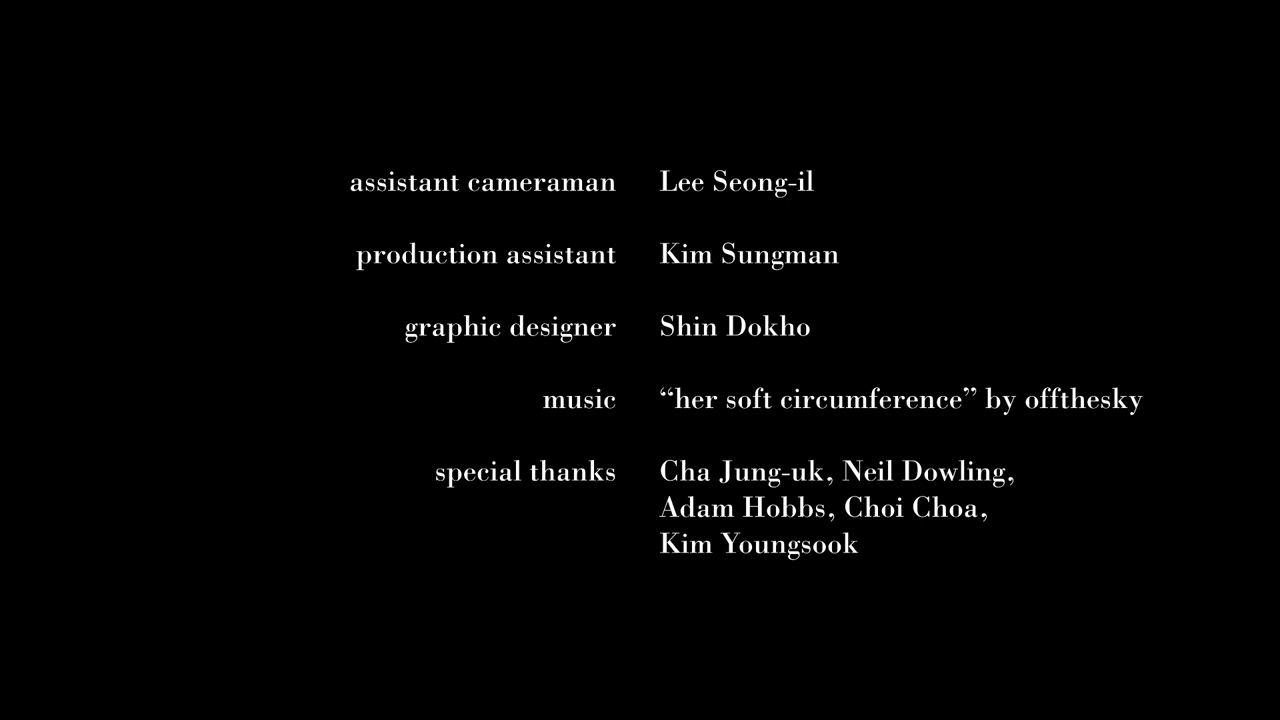 assistant cameraman Lee Seong-il
production assistant Kim Sungman
graphic designer Shin Dokho
music “her soft circumference” by offthesky
special thanks Cha Jung-uk, Neil Dowling,
Adam Hobbs, Choi Choa,
Kim Youngsook